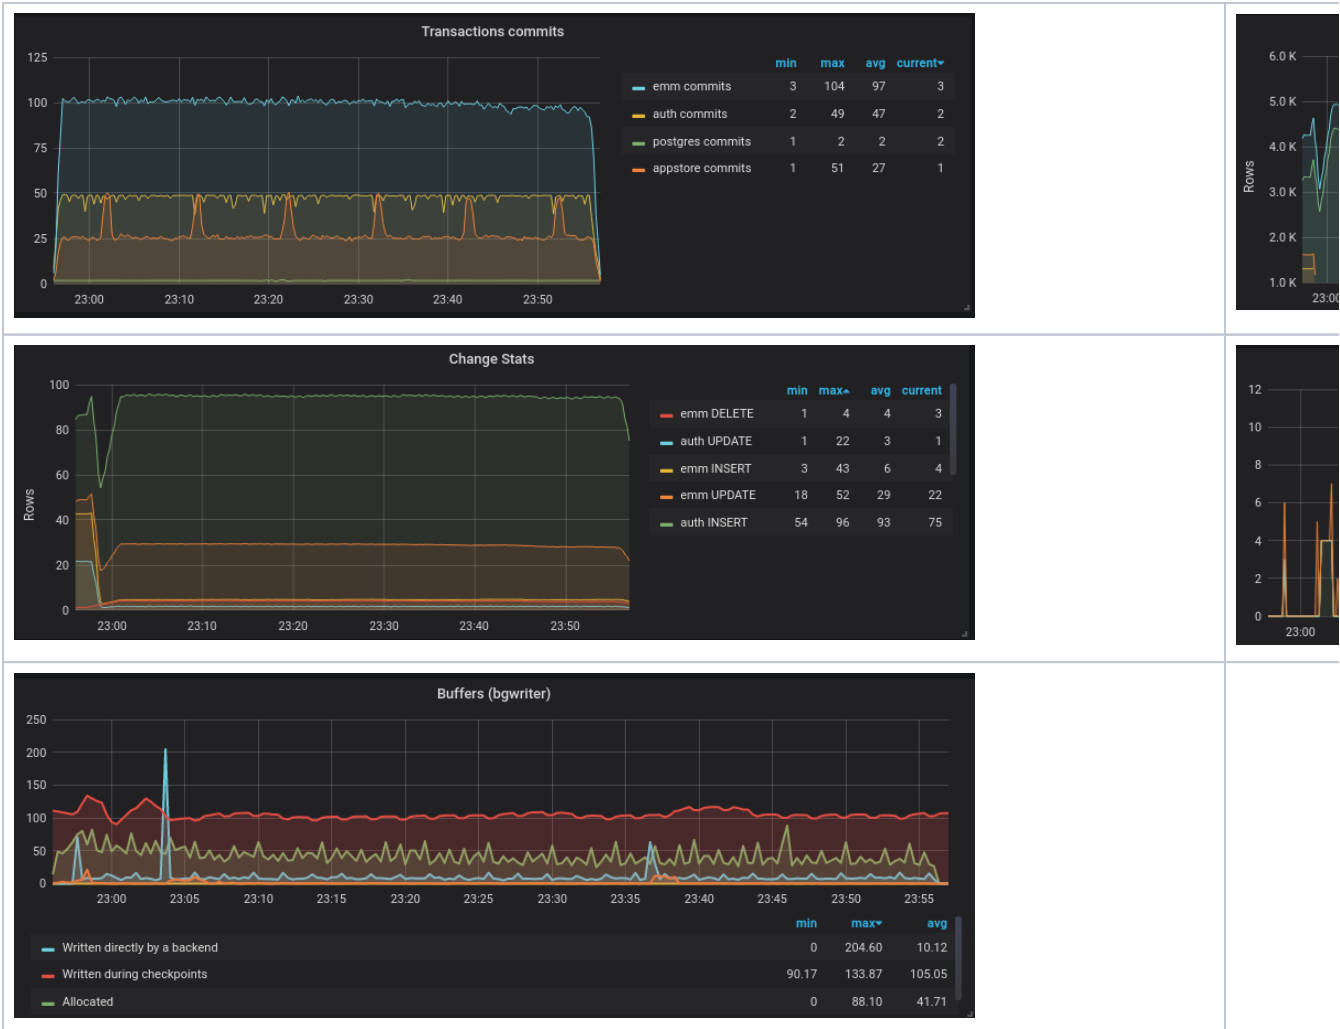 Transactions commits
125
100
75
50
25
0
23:00 23:10 23:20 23:30 23:40 23:50
min max avg current
emm commits 3 104 97 3
auth commits 2 49 47 2
postgres commits 1 2 2 2
appstore commits 1 51 27 1
6.0 K
5.0 K
4.0 K
3.0 K
2.0 K
1.0 K
Rows
23:00
Change Stats
100
80
60
40
20
0
Rows
23:00 23:10 23:20 23:30 23:40 23:50
min max avg current
emm DELETE 1 4 4 3
auth UPDATE 1 22 3 1
emm INSERT 3 43 6 4
emm UPDATE 18 52 29 22
auth INSERT 54 96 93 75
12
10
8
6
4
2
0
23:00
Buffers (bgwriter)
250
200
150
100
50
0
23:00 23:05 23:10 23:15 23:20 23:25 23:30 23:35 23:40 23:45 23:50 23:55
min max avg
Written directly by a backend 0 204.60 10.12
Written during checkpoints 90.17 133.87 105.05
Allocated 0 88.10 41.71